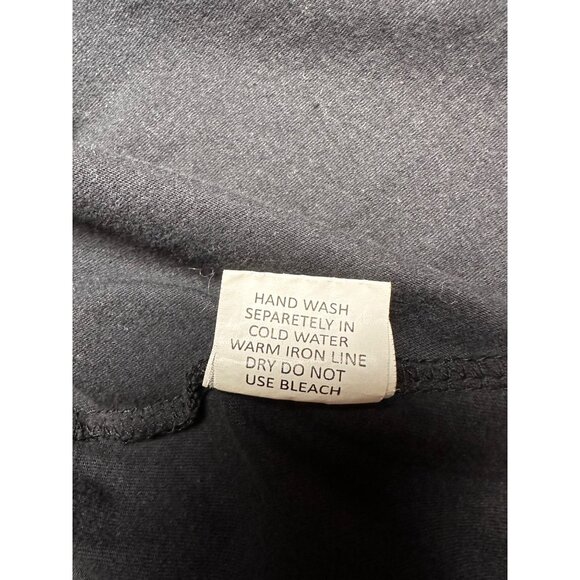 HAND WASH
SEPARETELY IN
COLD WATER
WARM IRON LINE
DRY DO NOT
USE BLEACH